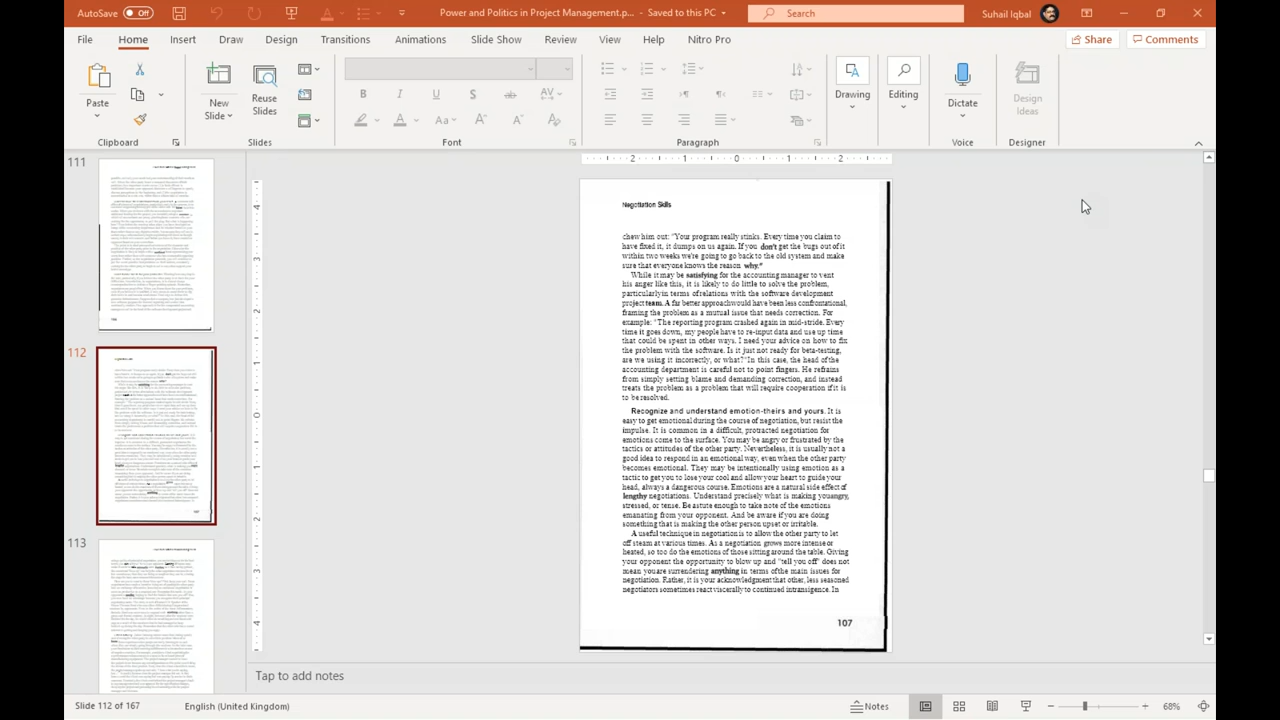 AutoSave Off
Power and Politics in Project Management.p... - Saved to this PC
Search
Suhail Iqbal
File Home Insert Draw Design Transitions Animations Slide Show Review View Help Nitro Pro
Share Comments
Paste
New Slide
Reuse Slides
Drawing
Editing
Dictate
Design Ideas
Clipboard
Slides
Font
Paragraph
Voice
Designer
111
112
113
Negotiation Skills
chew him out: "Your program really stinks. Every time you claim to
have fixed it, it dumps on us again. If you don't get the bugs out of it
within two weeks we're going to go back to the old system and make
sure that everyone knows the reason why."
While it may be satisfying for the accounting manager to vent
his anger like this, it is likely to do little to solve the problem,
particularly in terms of relations with the software development
project team. A far better approach would have been less confrontational,
framing the problem as a mutual issue that needs correction. For
example: "The reporting program crashed again in mid-stride. Every
time it goes down, my people have to re-input data and use up time
that could be spent in other ways. I need your advice on how to fix
the problem with the software. Is it just not ready for beta-testing,
are we using it incorrectly, or what?" In this case, the head of the
accounting department is careful not to point fingers. He refrains
from simply setting blame and demanding correction, and instead
treats the problem as a problem that will require cooperation if it is
to be resolved.
Recognize and understand emotion-theirs and yours. It is
easy to get emotional during the course of negotiation, but resist the
impulse. It is common in a difficult, protracted negotiation for
emotions come to the surface. You may be angry or frustrated by the
tactics or attitudes of the other party. Nevertheless, it is usually not a
good idea to respond in an emotional way, even when the other party
becomes emotional. They may be intentionally using emotion as a
tactic to get you to lose your cool and allow your heart to guide your
head, always a dangerous course. Emotions are a natural side effect of
lengthy negotiations. Understand precisely what is making you angry,
stressed, or tense. Be astute enough to take note of the emotions
emanating from your opponent. And be aware if you are doing
something that is making the other person upset or irritable.
A useful technique in negotiation is to allow the other party to let
off steam at various times. As a negotiation grows more intense or
heated, so too do the emotions of those sitting around the table. Giving
your opponent the opportunity to blow up and "tell you off" does not
mean you are surrendering anything in terms of the main issues for
negotiation. Rather, it is your acknowledgment that other, less seasoned
negotiators sometimes react viscerally to continued intransigence. In
107
Tap to
Slide 112 of 167
English (United Kingdom)
Notes
68%